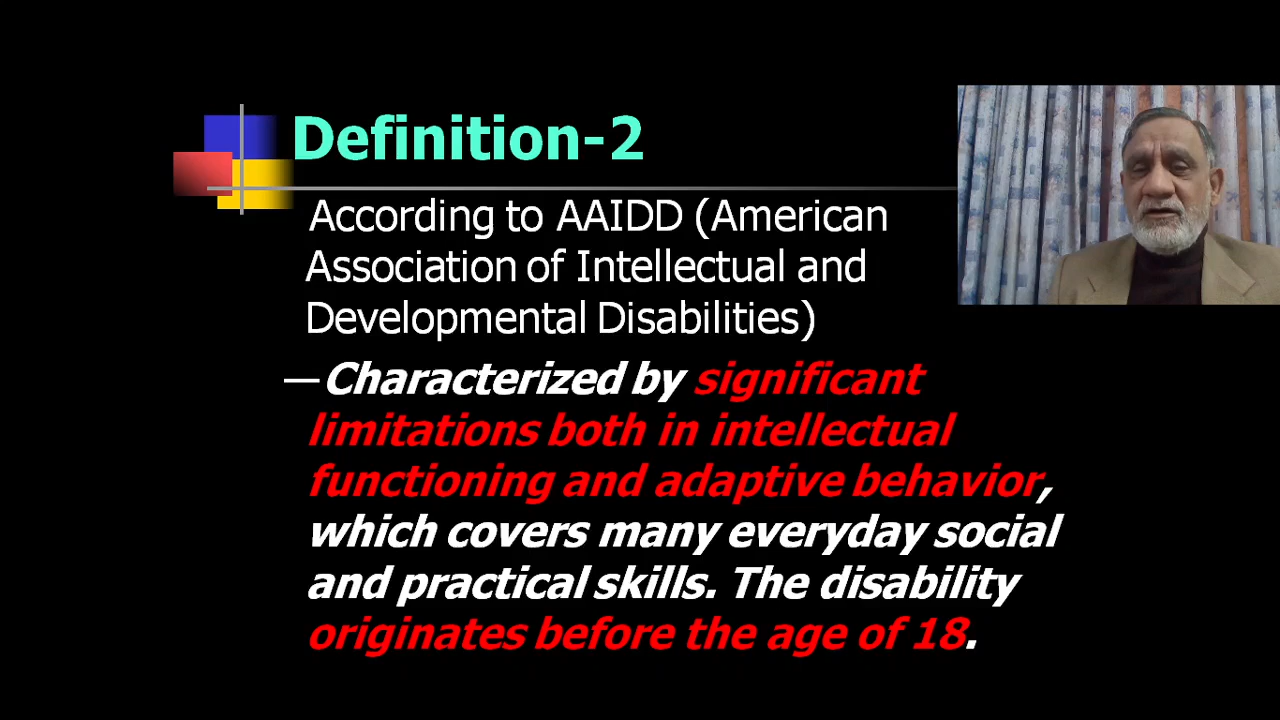 Definition-2
According to AAIDD (American
Association of Intellectual and
Developmental Disabilities)
—Characterized by significant
limitations both in intellectual
functioning and adaptive behavior,
which covers many everyday social
and practical skills. The disability
originates before the age of 18.